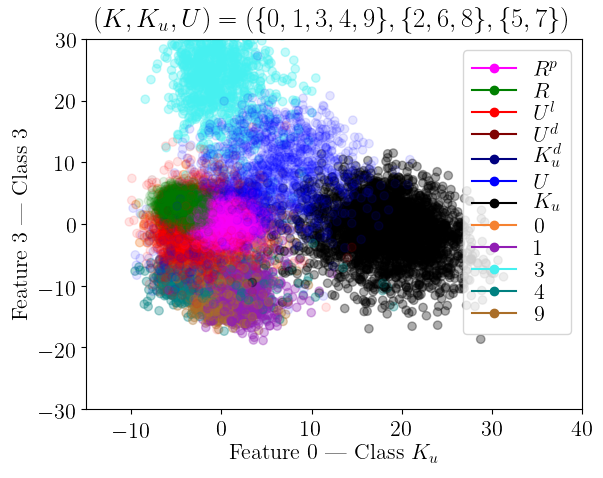 (K, K_u, U) = ({0, 1, 3, 4, 9}, {2, 6, 8}, {5, 7})
30
20
10
0
−10
−20
−30
Feature 3 — Class 3
−10
0
10
20
30
40
Feature 0 — Class K_u
R^p
R
U^l
U^d
K_u^d
U
K_u
0
1
3
4
9